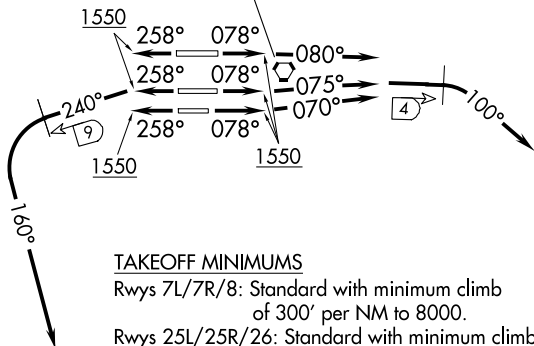 1550
258° 078° 080°
258° 078° 075°
240° 258° 078° 070° 4 100°
9
1550 1550
160°
TAKEOFF MINIMUMS
Rwys 7L/7R/8: Standard with minimum climb
of 300' per NM to 8000.
Rwys 25L/25R/26: Standard with minimum climb